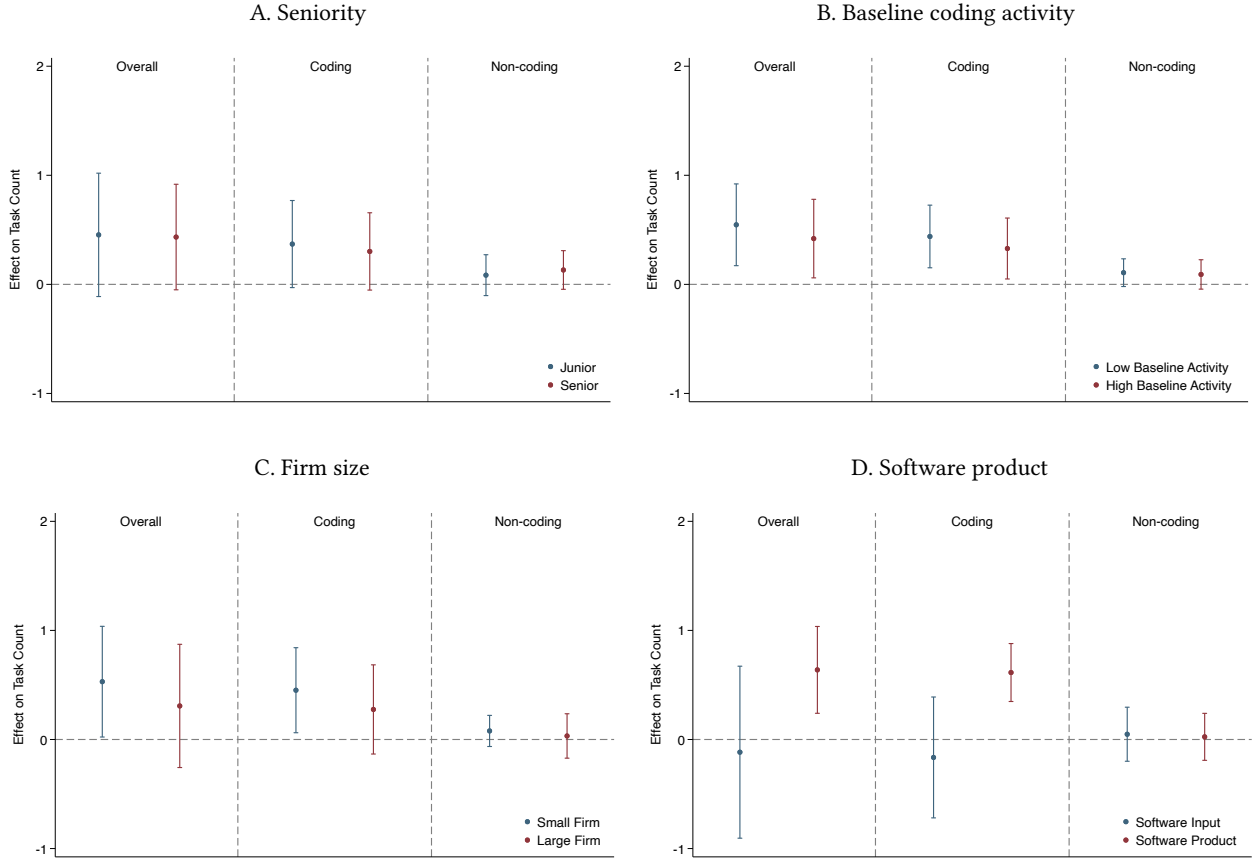 A. Seniority
Overall
Coding
Non-coding
2
1
0
-1
Effect on Task Count
Junior
Senior
B. Baseline coding activity
Overall
Coding
Non-coding
2
1
0
-1
Effect on Task Count
Low Baseline Activity
High Baseline Activity
C. Firm size
Overall
Coding
Non-coding
2
1
0
-1
Effect on Task Count
Small Firm
Large Firm
D. Software product
Overall
Coding
Non-coding
2
1
0
-1
Effect on Task Count
Software Input
Software Product